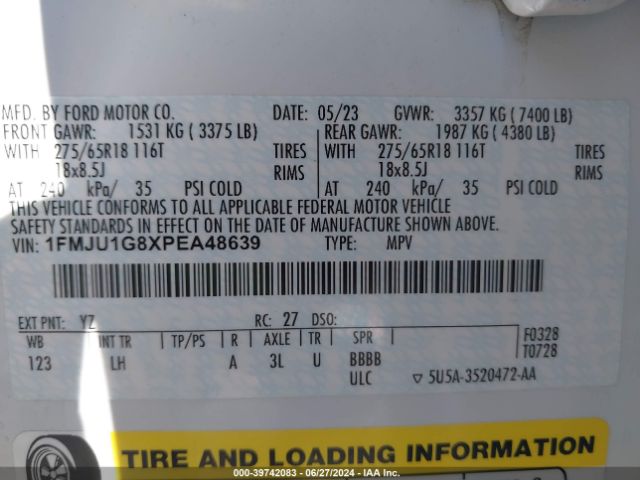 MFD. BY FORD MOTOR CO. DATE: 05/23 GVWR: 3357 KG (7400 LB)
FRONT GAWR: 1531 KG (3375 LB) REAR GAWR: 1987 KG (4380 LB)
WITH 275/65R18 116T TIRES WITH 275/65R18 116T TIRES
18x8.5J RIMS 18x8.5J RIMS
AT 240 kPa/ 35 PSI COLD AT 240 kPa/ 35 PSI COLD
THIS VEHICLE CONFORMS TO ALL APPLICABLE FEDERAL MOTOR VEHICLE
SAFETY STANDARDS IN EFFECT ON THE DATE OF MANUFACTURE SHOWN ABOVE.
VIN: 1FMJU1G8XPEA48639 TYPE: MPV
EXT PNT: YZ RC: 27 DSO:
WB INT TR TP/PS R AXLE TR SPR F0328
T0728
123 LH A 3L U BBBB
ULC ▽ 5U5A-3520472-AA
TIRE AND LOADING INFORMATION
000-39742083 - 06/27/2024 - IAA Inc.